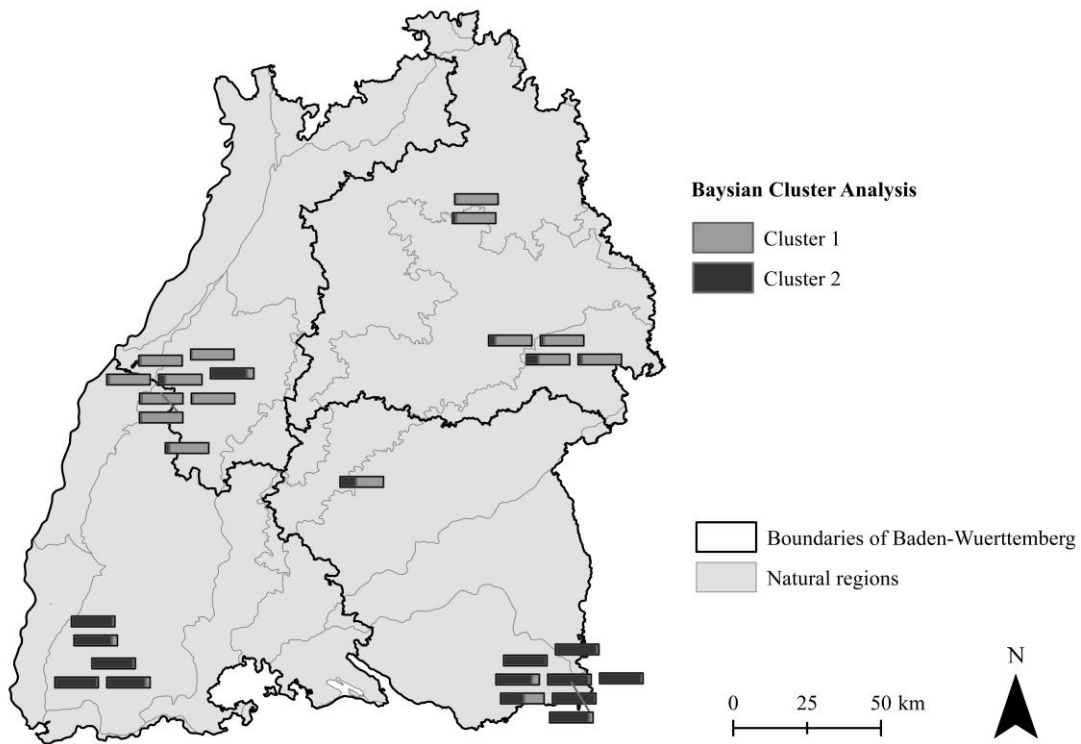 Baysian Cluster Analysis
Cluster 1
Cluster 2
Boundaries of Baden-Wuerttemberg
Natural regions
N
0 25 50 km